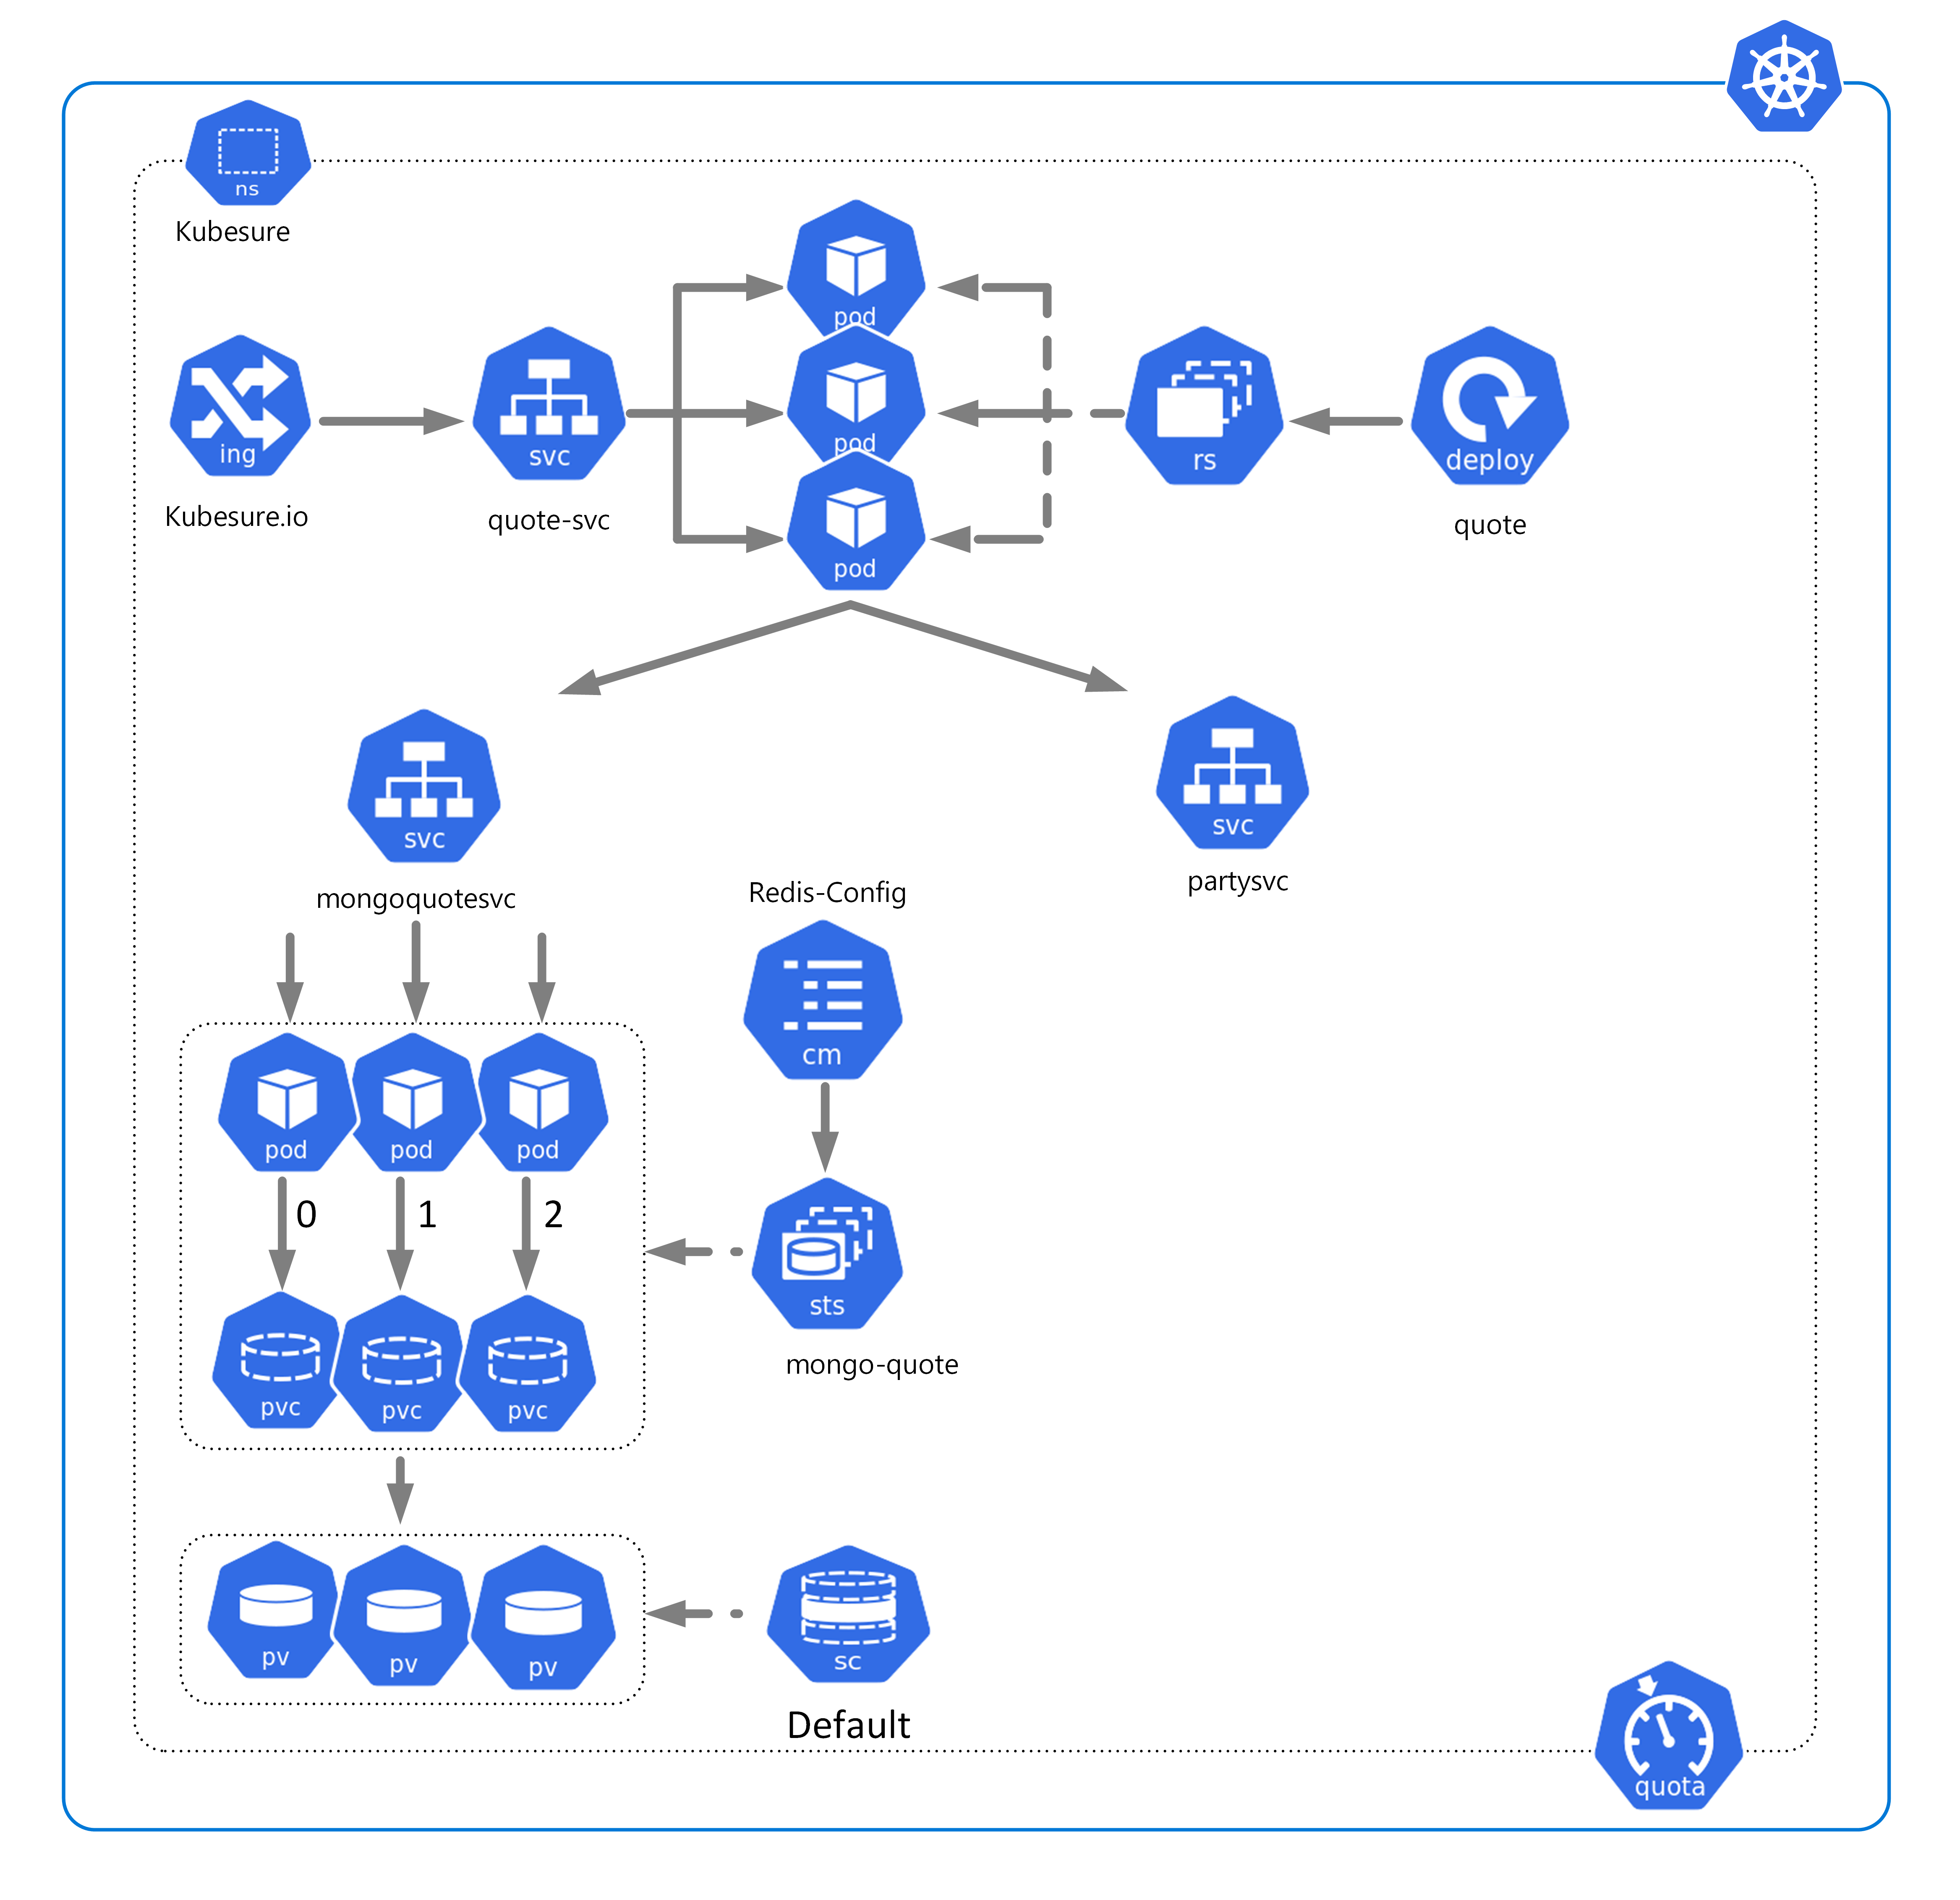 ns
Kubesure
pod
pod
pod
ing
Kubesure.io
svc
quote-svc
rs
deploy
quote
svc
mongoquotesvc
svc
partysvc
Redis-Config
cm
pod
pod
pod
0
1
2
sts
mongo-quote
pvc
pvc
pvc
pv
pv
pv
sc
Default
quota